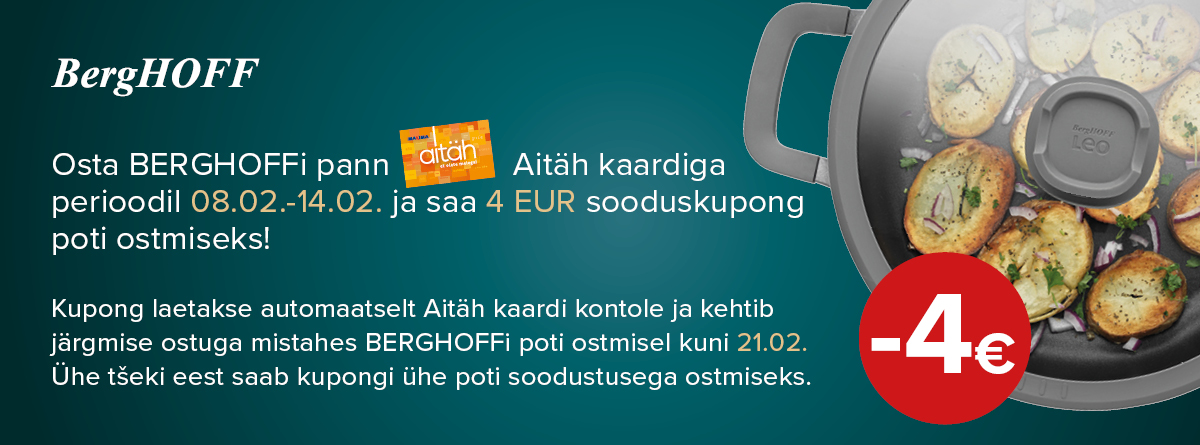 BergHOFF
Osta BERGHOFFi pann aitäh Aitäh kaardiga
perioodil 08.02.-14.02. ja saa 4 EUR sooduskupong
poti ostmiseks!
Kupong laetakse automaatselt Aitäh kaardi kontole ja kehtib
järgmise ostuga mistahes BERGHOFFi poti ostmisel kuni 21.02.
Ühe tšeki eest saab kupongi ühe poti soodustusega ostmiseks.
BergHOFF
Leo
-4€